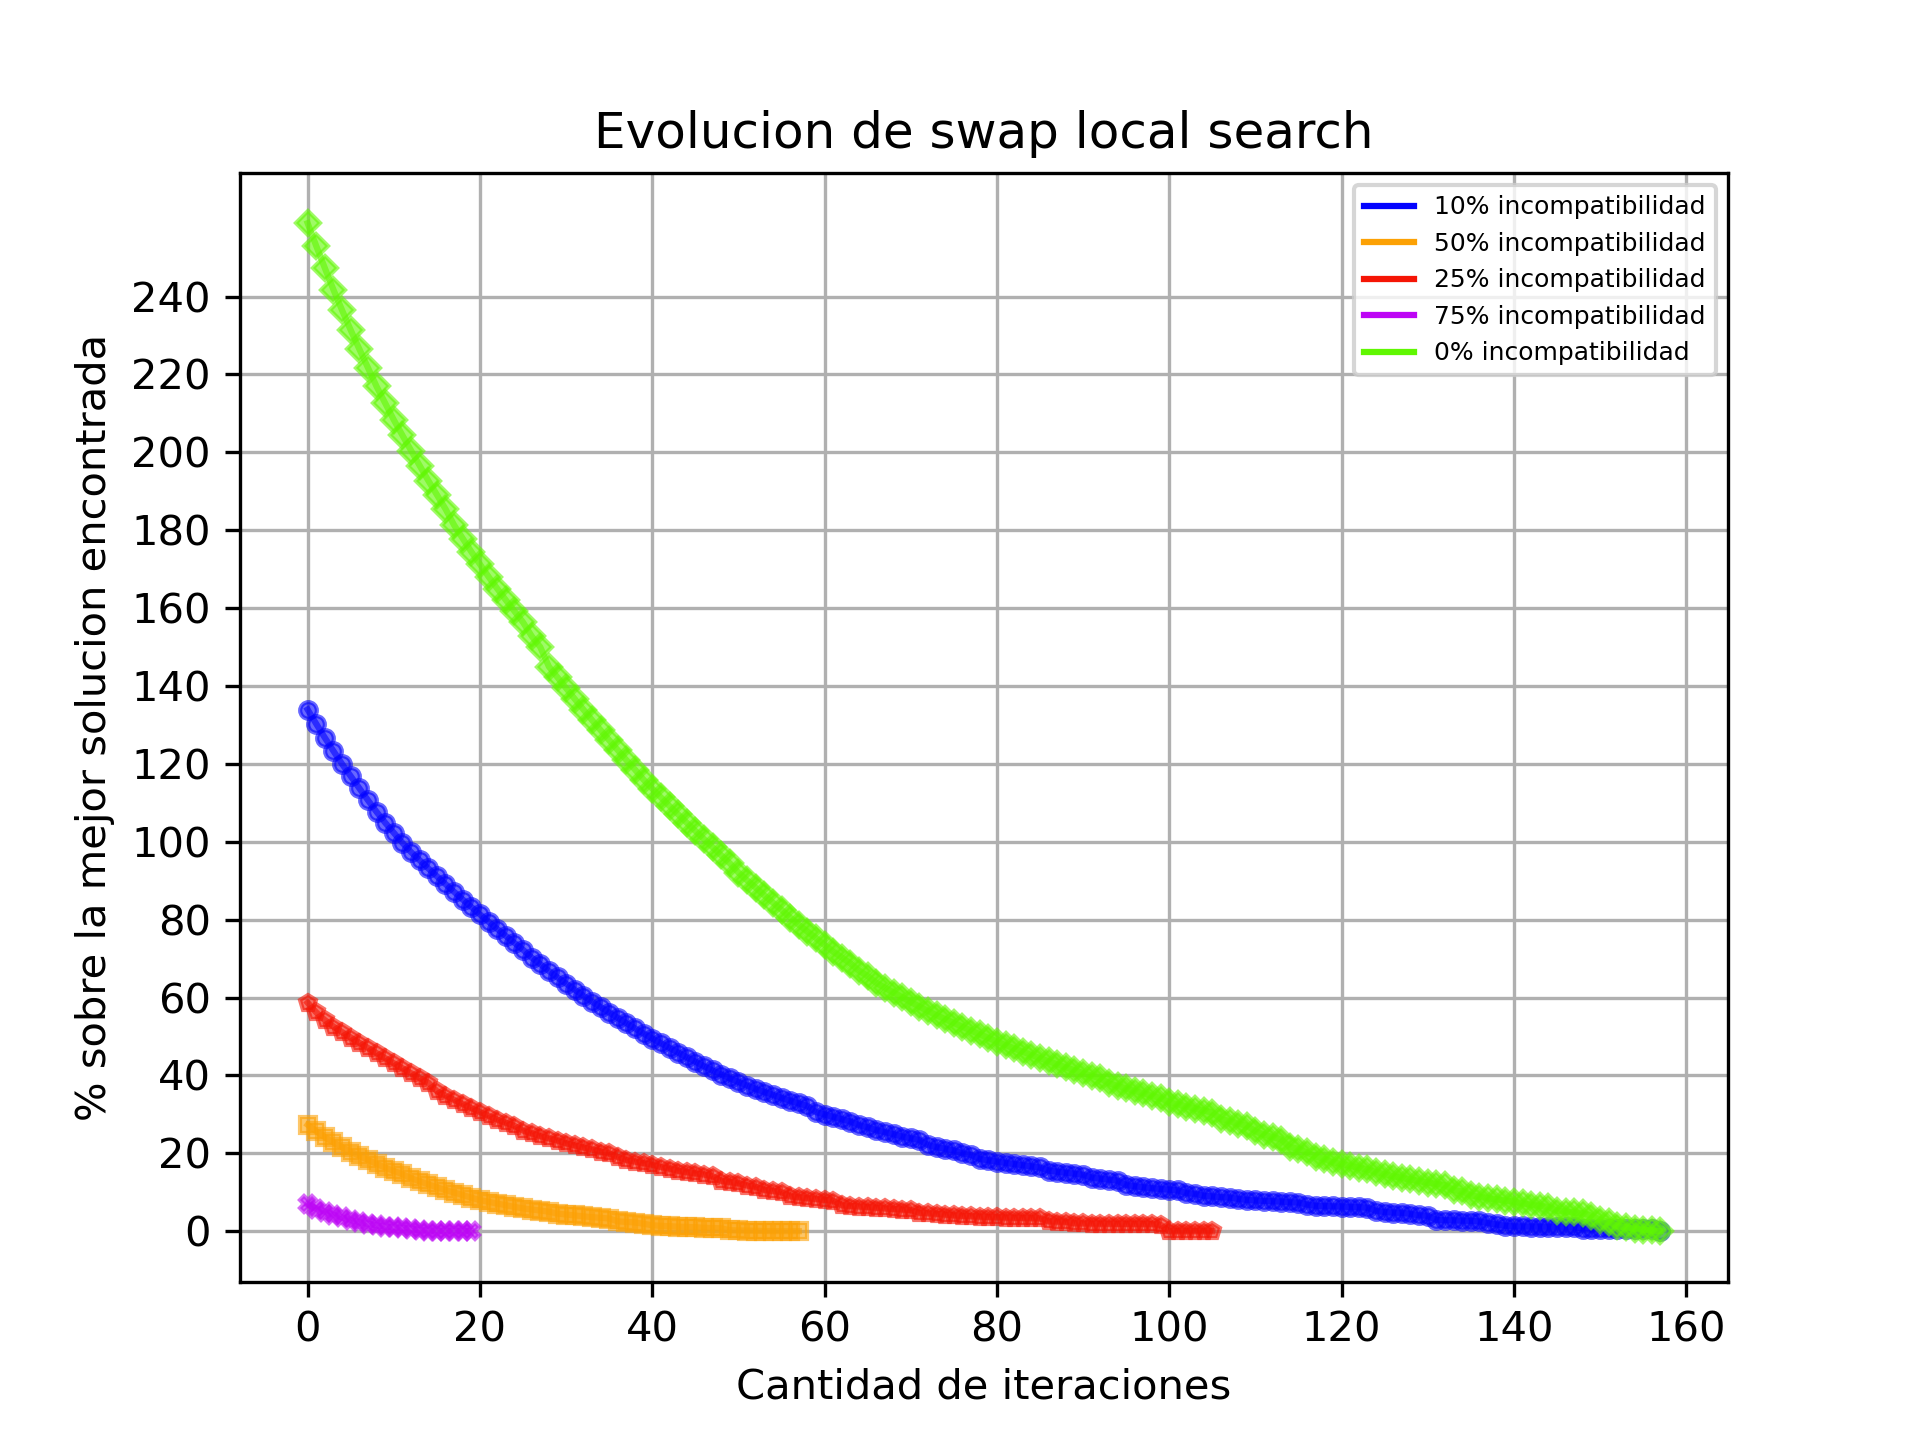 Evolucion de swap local search
10% incompatibilidad
50% incompatibilidad
25% incompatibilidad
75% incompatibilidad
0% incompatibilidad
% sobre la mejor solucion encontrada
240
220
200
180
160
140
120
100
80
60
40
20
0
0 20 40 60 80 100 120 140 160
Cantidad de iteraciones